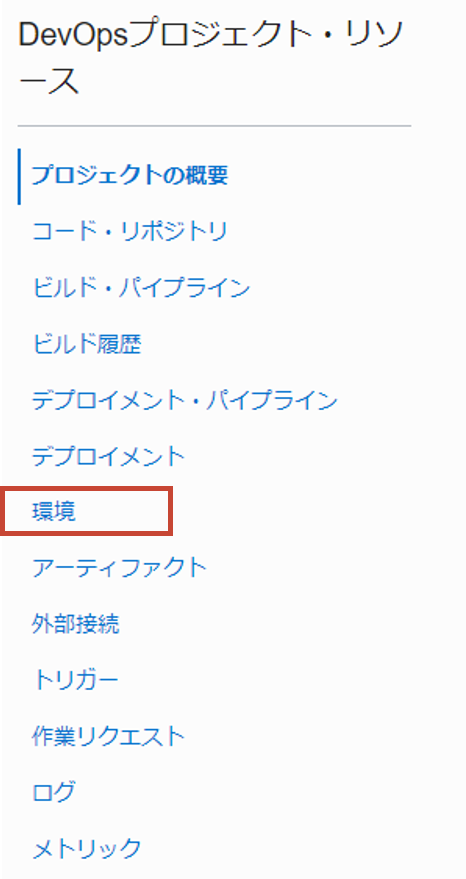 DevOpsプロジェクト・リソ
ース
プロジェクトの概要
コード・リポジトリ
ビルド・パイプライン
ビルド履歴
デプロイメント・パイプライン
デプロイメント
環境
アーティファクト
外部接続
トリガー
作業リクエスト
ログ
メトリック